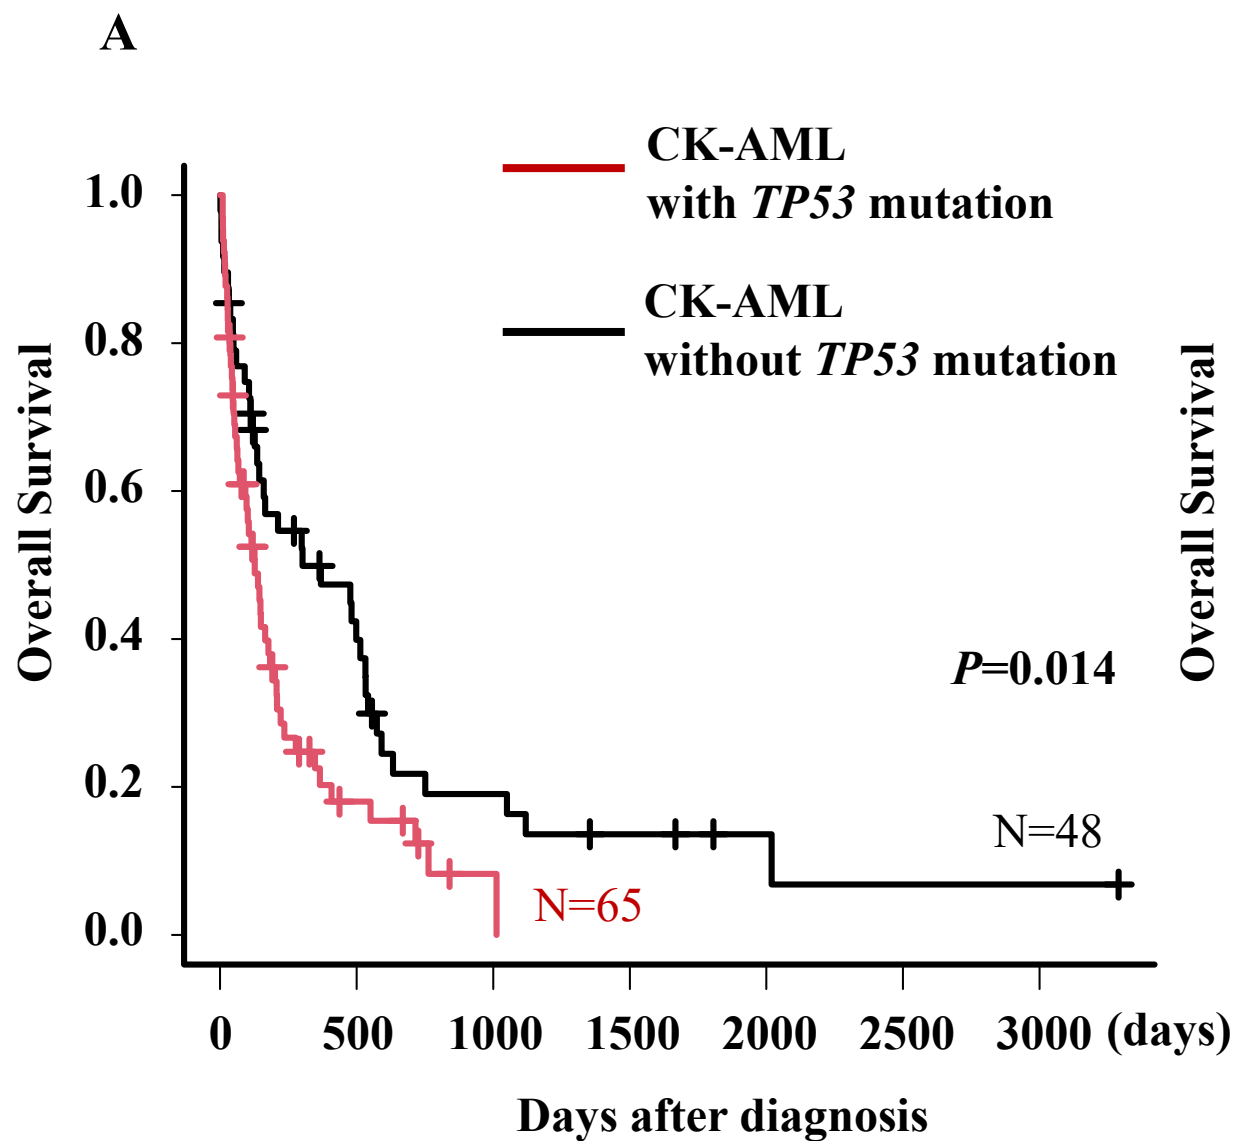 A
CK-AML
with TP53 mutation
CK-AML
without TP53 mutation
Overall Survival
1.0
0.8
0.6
0.4
0.2
0.0
P=0.014
N=48
N=65
0 500 1000 1500 2000 2500 3000 (days)
Days after diagnosis
Overall Survival